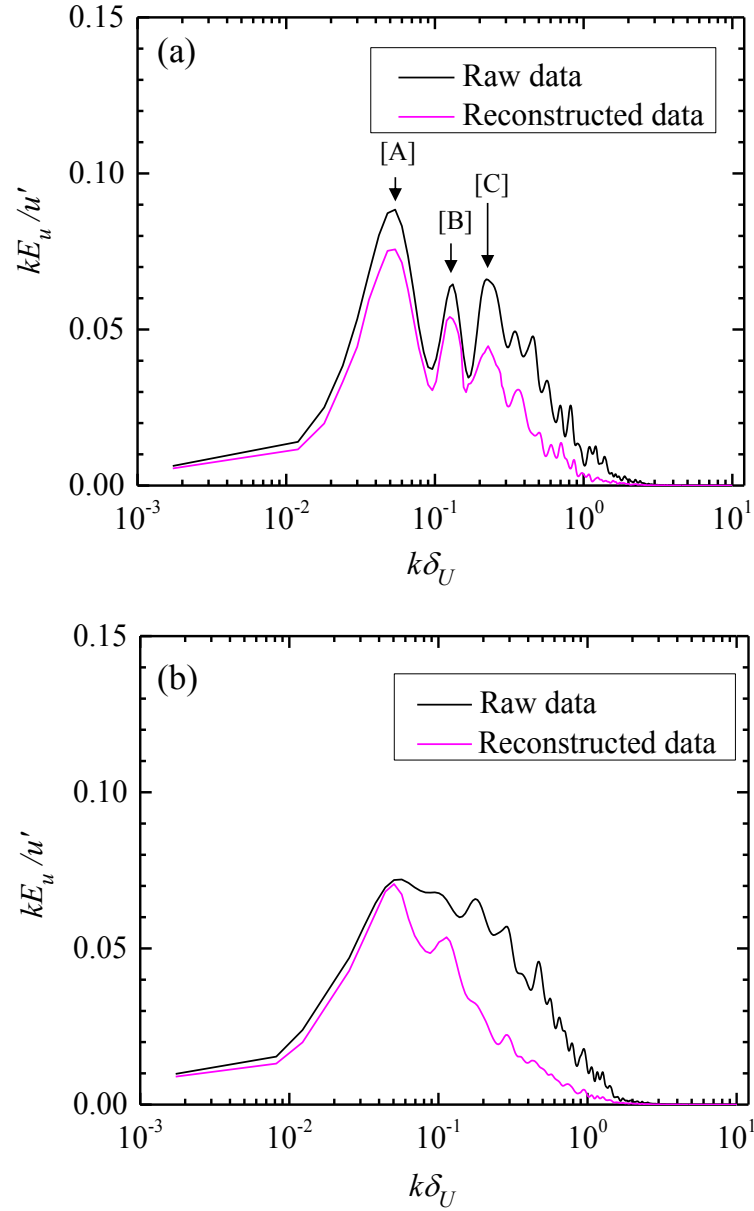 (a)
Raw data
Reconstructed data
[A]
[B]
[C]
0.15
0.10
0.05
0.00
kE_u/u'
10^-3
10^-2
10^-1
10^0
10^1
kδ_U
(b)
Raw data
Reconstructed data
0.15
0.10
0.05
0.00
kE_u/u'
10^-3
10^-2
10^-1
10^0
10^1
kδ_U